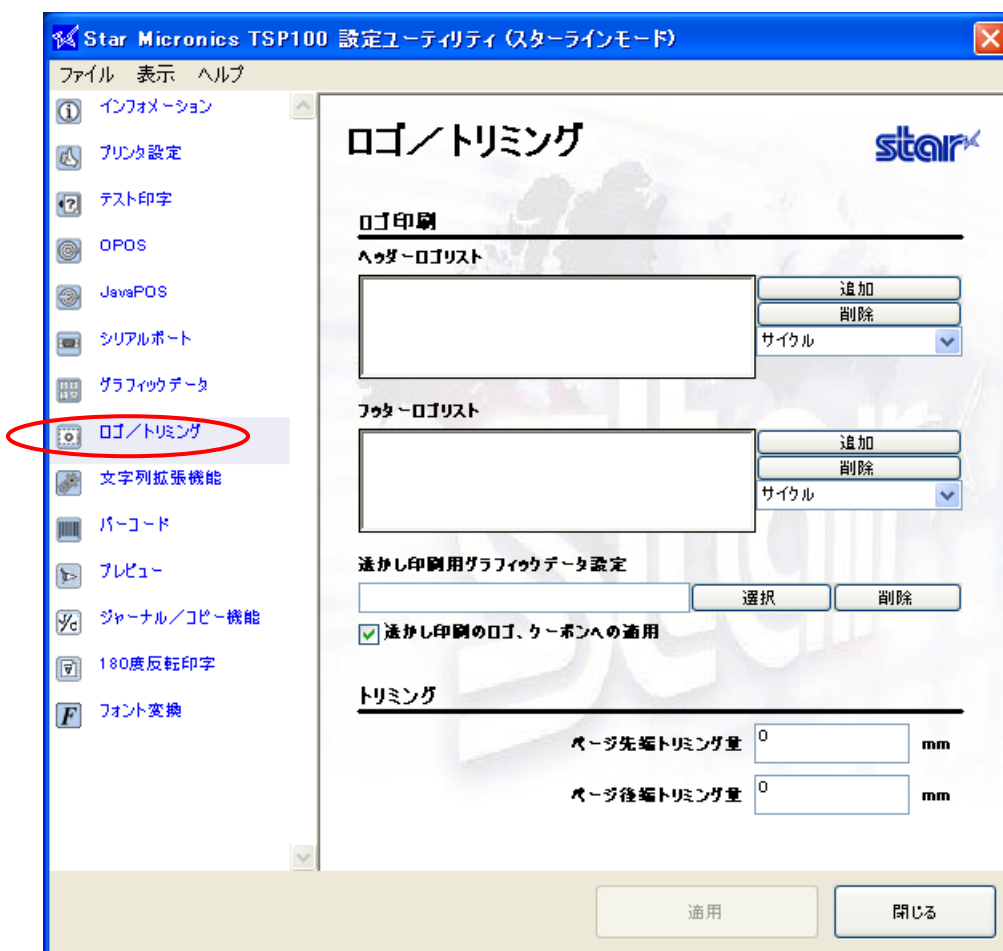 Star Micronics TSP100 設定ユーティリティ (スターラインモード)
ファイル 表示 ヘルプ
インフォメーション
プリンタ設定
テスト印字
OPOS
JavaPOS
シリアルポート
グラフィックデータ
ロゴ/トリミング
文字列拡張機能
バーコード
プレビュー
ジャーナル/コピー機能
180度反転印字
フォント変換
ロゴ/トリミング
star
ロゴ印刷
ヘッダーロゴリスト
追加
削除
サイクル
フッターロゴリスト
追加
削除
サイクル
透かし印刷用グラフィックデータ設定
選択 削除
透かし印刷のロゴ、クーポンへの適用
トリミング
ページ先端トリミング量 0 mm
ページ後端トリミング量 0 mm
適用 閉じる